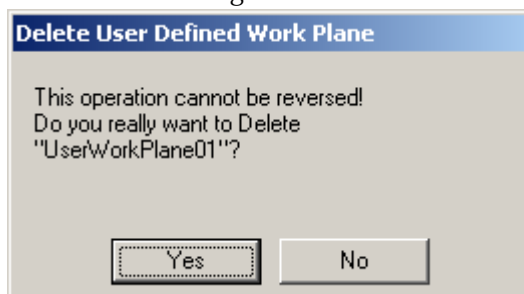 Delete User Defined Work Plane
This operation cannot be reversed!
Do you really want to Delete
"UserWorkPlane01"?
Yes No